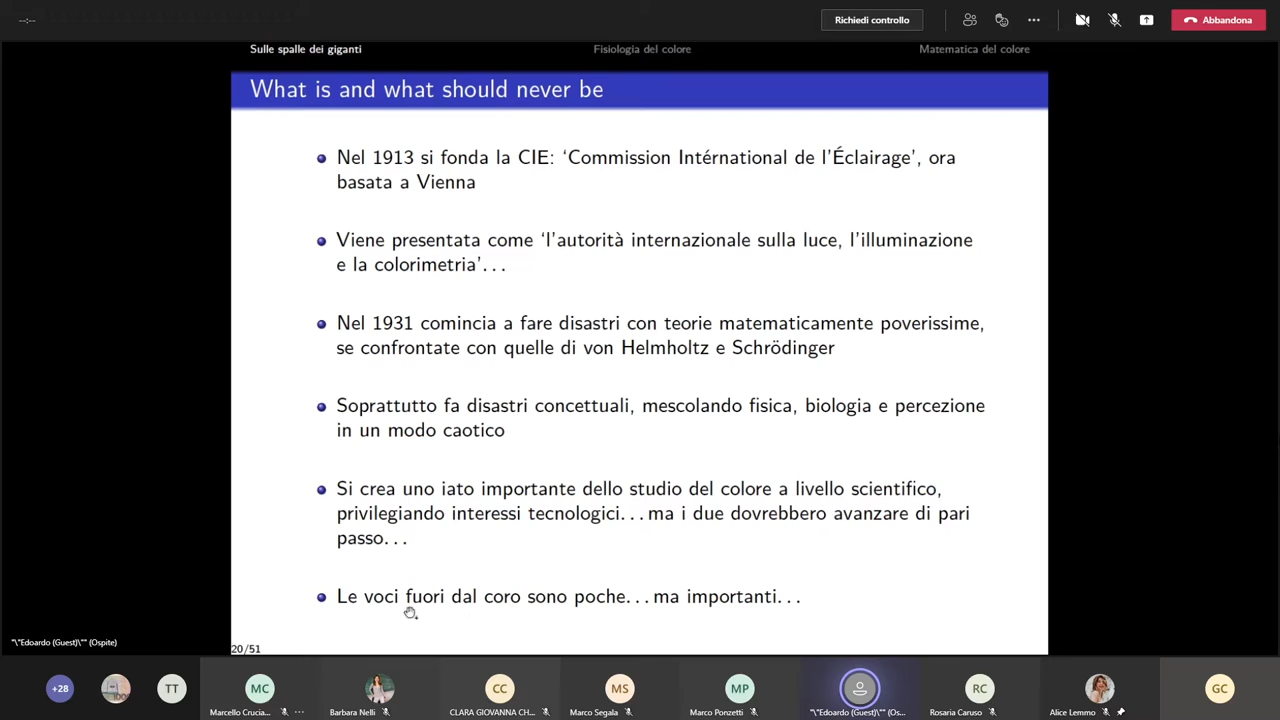 --:--
Richiedi controllo
Abbandona
Sulle spalle dei giganti
Fisiologia del colore
Matematica del colore
What is and what should never be
Nel 1913 si fonda la CIE: ‘Commission Intérnational de l’Éclairage’, ora
basata a Vienna
Viene presentata come ‘l’autorità internazionale sulla luce, l’illuminazione
e la colorimetria’...
Nel 1931 comincia a fare disastri con teorie matematicamente poverissime,
se confrontate con quelle di von Helmholtz e Schrödinger
Soprattutto fa disastri concettuali, mescolando fisica, biologia e percezione
in un modo caotico
Si crea uno iato importante dello studio del colore a livello scientifico,
privilegiando interessi tecnologici...ma i due dovrebbero avanzare di pari
passo...
Le voci fuori dal coro sono poche...ma importanti...
"\"Edoardo (Guest)\"" (Ospite)
20/51
+28
TT
MC
CC
MS
MP
RC
GC
Marcello Crucia...
Barbara Nelli
CLARA GIOVANNA CH...
Marco Segala
Marco Ponzetti
"\"Edoardo (Guest)\"" (Os...
Rosaria Caruso
Alice Lemmo